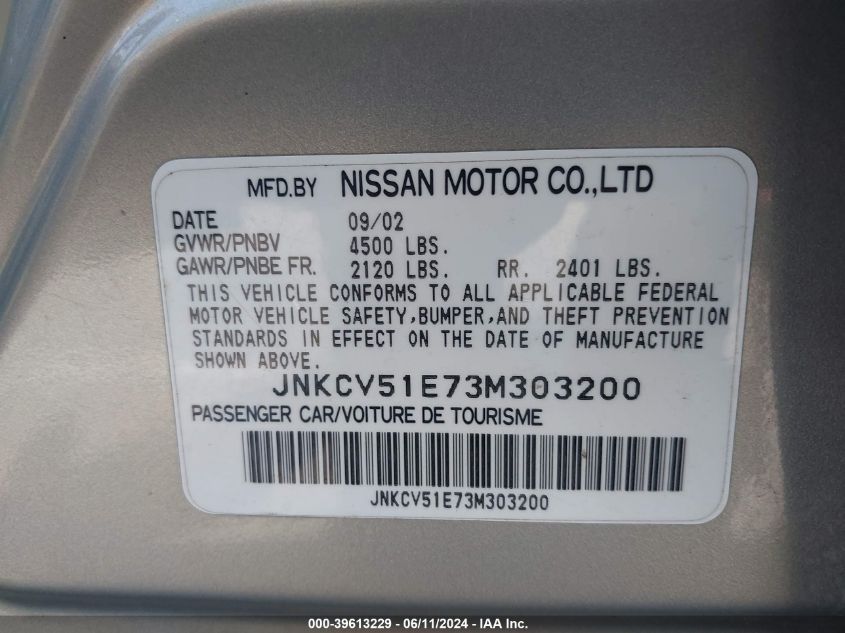 MFD.BY NISSAN MOTOR CO.,LTD
DATE 09/02
GVWR/PNBV 4500 LBS.
GAWR/PNBE FR. 2120 LBS. RR. 2401 LBS.
THIS VEHICLE CONFORMS TO ALL APPLICABLE FEDERAL
MOTOR VEHICLE SAFETY,BUMPER,AND THEFT PREVENTION
STANDARDS IN EFFECT ON THE DATE OF MANUFACTURE
SHOWN ABOVE.
JNKCV51E73M303200
PASSENGER CAR/VOITURE DE TOURISME
JNKCV51E73M303200
000-39613229 - 06/11/2024 - IAA Inc.